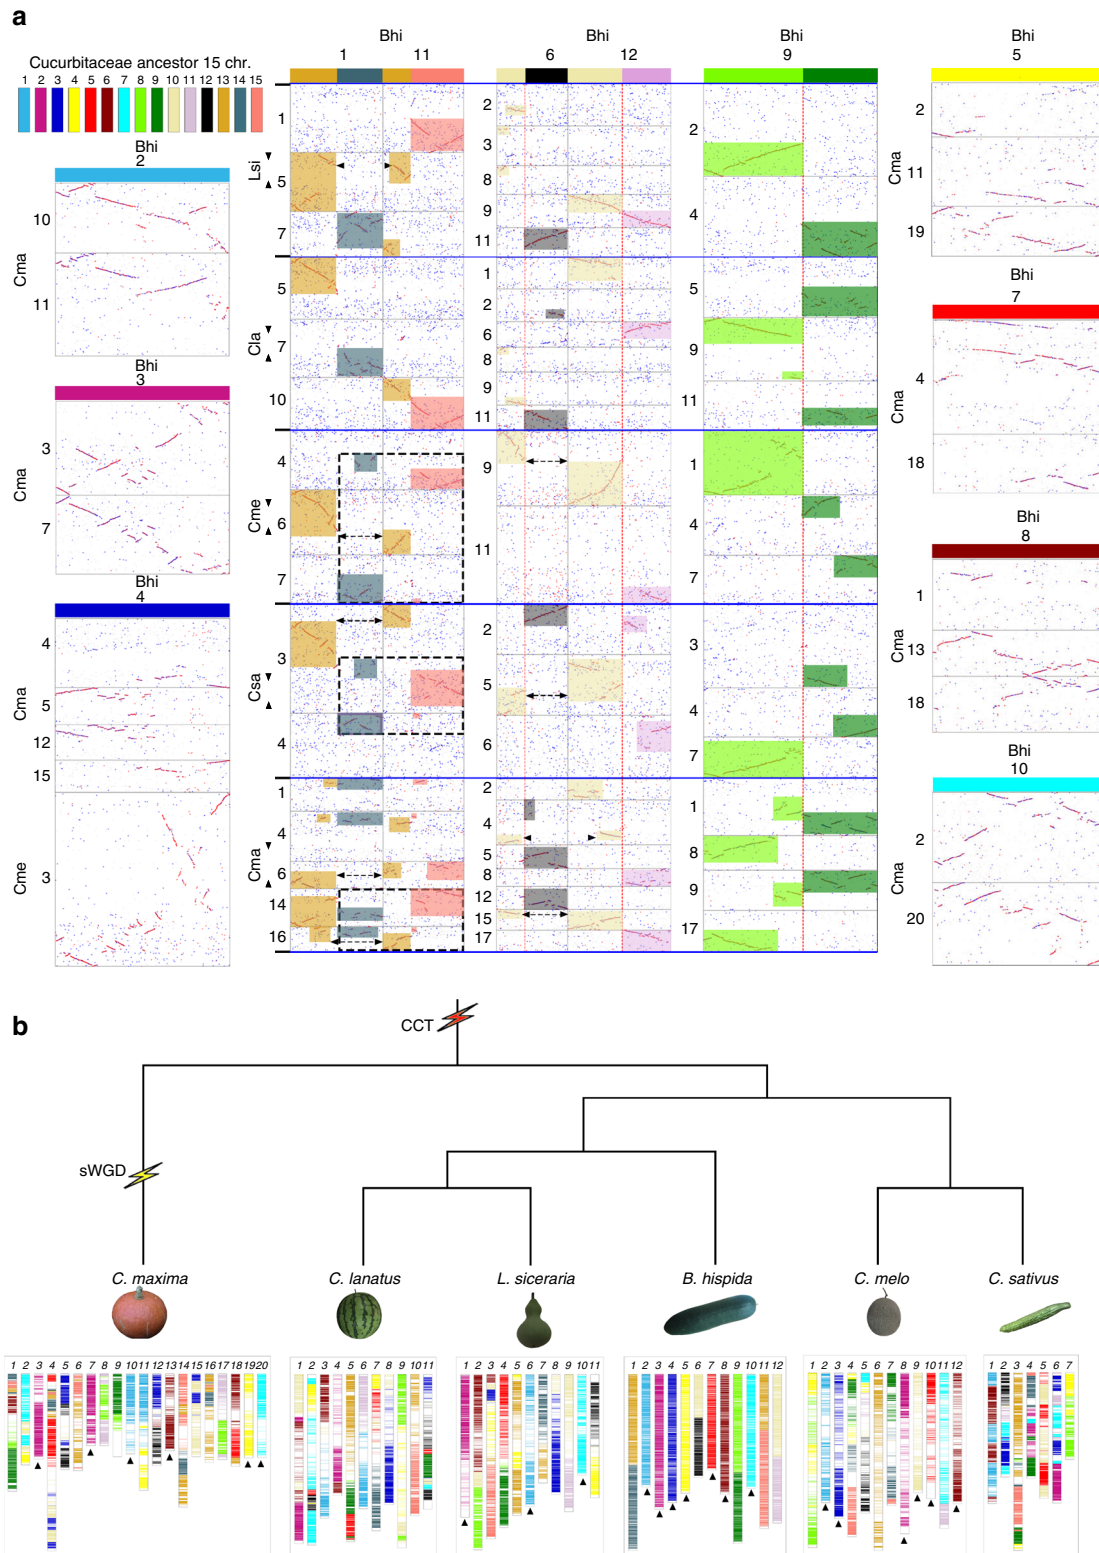 a
Cucurbitaceae ancestor 15 chr.
1 2 3 4 5 6 7 8 9 10 11 12 13 14 15
Bhi
2
10
11
Cma
Bhi
3
3
7
Cma
Bhi
4
4
5
12
15
Cma
3
Cme
Bhi
1 11
Lsi
1
5
7
Cla
5
7
10
Cme
4
6
7
Csa
3
4
Cma
1
4
6
14
16
Bhi
6 12
2
3
8
9
11
1
2
6
8
9
11
9
11
2
5
6
2
4
5
8
12
15
17
Bhi
9
2
4
5
9
11
1
4
7
3
4
7
1
8
9
17
Bhi
5
2
11
19
Cma
Bhi
7
4
18
Cma
Bhi
8
1
13
18
Cma
Bhi
10
2
20
Cma
b
CCT
sWGD
C. maxima
C. lanatus
L. siceraria
B. hispida
C. melo
C. sativus
1 2 3 4 5 6 7 8 9 10 11 12 13 14 15 16 17 18 19 20
1 2 3 4 5 6 7 8 9 10 11
1 2 3 4 5 6 7 8 9 10 11
1 2 3 4 5 6 7 8 9 10 11 12
1 2 3 4 5 6 7 8 9 10 11 12
1 2 3 4 5 6 7